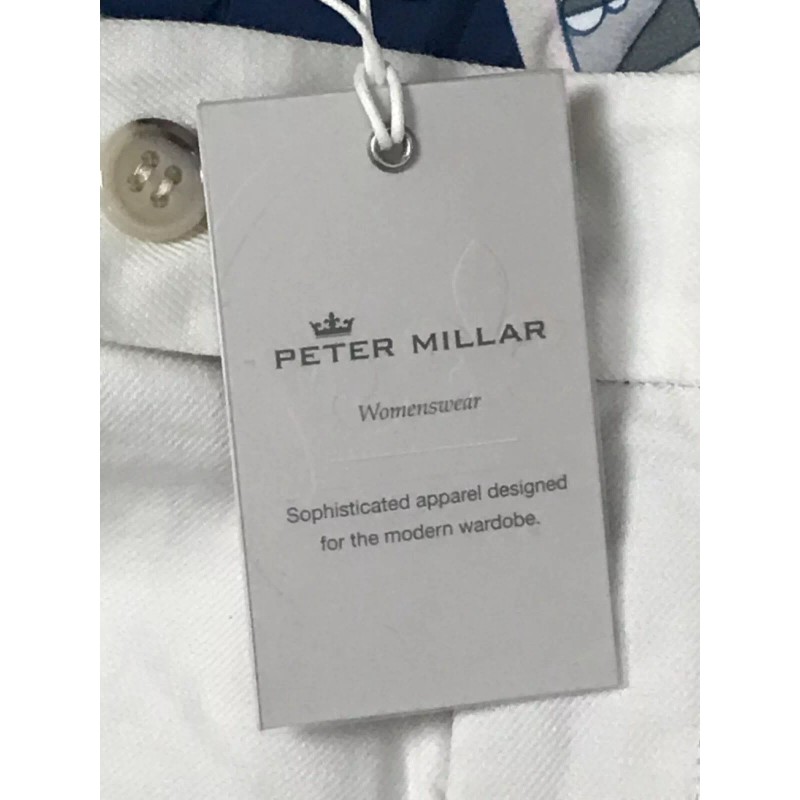 PETER MILLAR
Womenswear
Sophisticated apparel designed
for the modern wardobe.